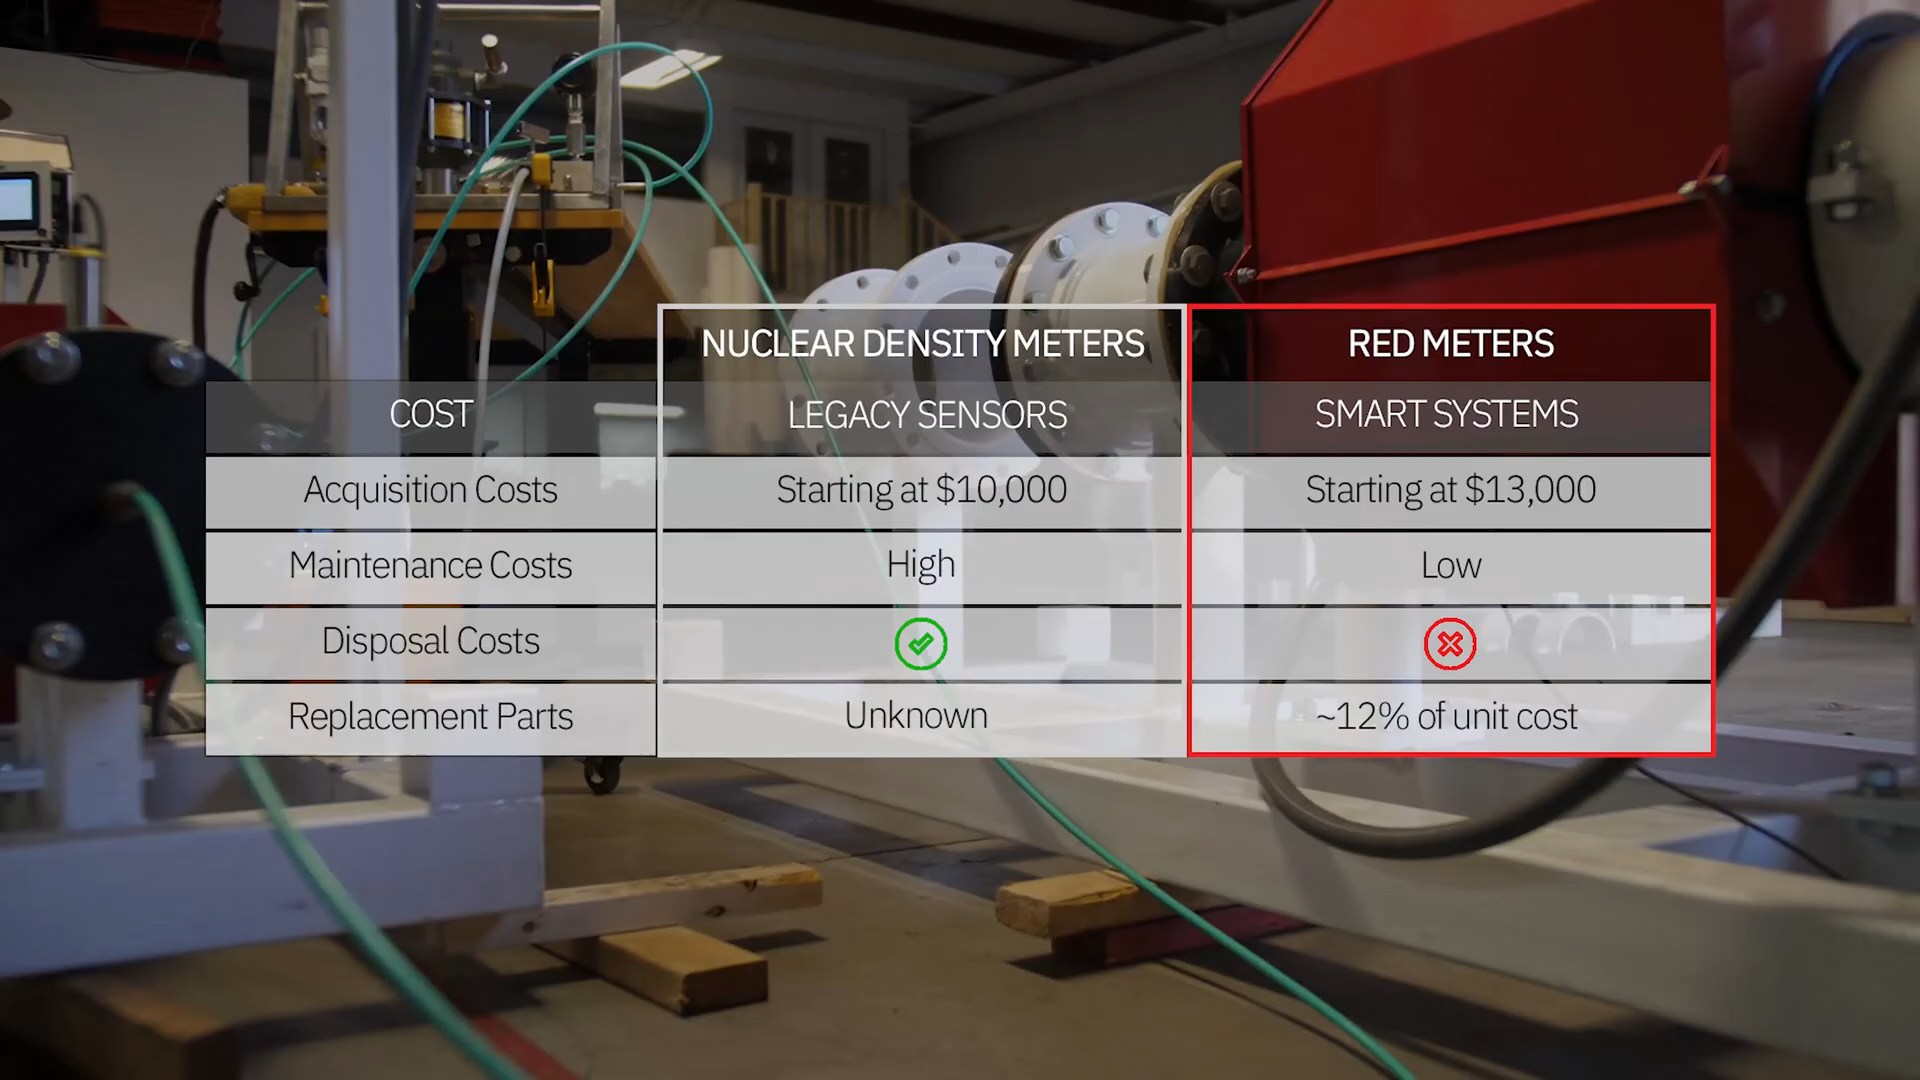 NUCLEAR DENSITY METERS RED METERS
COST LEGACY SENSORS SMART SYSTEMS
Acquisition Costs Starting at $10,000 Starting at $13,000
Maintenance Costs High Low
Disposal Costs
Replacement Parts Unknown ~12% of unit cost